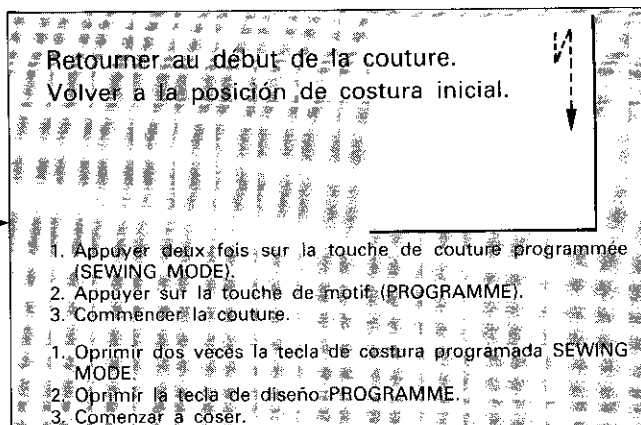 Retourner au début de la couture.
Volver a la posición de costura inicial.
1. Appuyer deux fois sur la touche de couture programmée
(SEWING MODE).
2. Appuyer sur la touche de motif (PROGRAMME).
3. Commencer la couture.
1. Oprimir dos veces la tecla de costura programada SEWING
MODE.
2. Oprimir la tecla de diseño PROGRAMME.
3. Comenzar a coser.